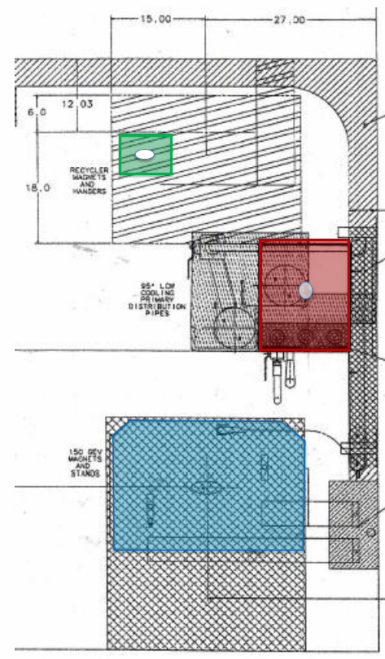 15.00
27.00
6.0
12.03
18.0
RECYCLER
MAGNETS
AND
HANGERS
95° LCW
COOLING
PRIMARY
DISTRIBUTION
PIPES
150 GEV
MAGNETS
AND
STANDS